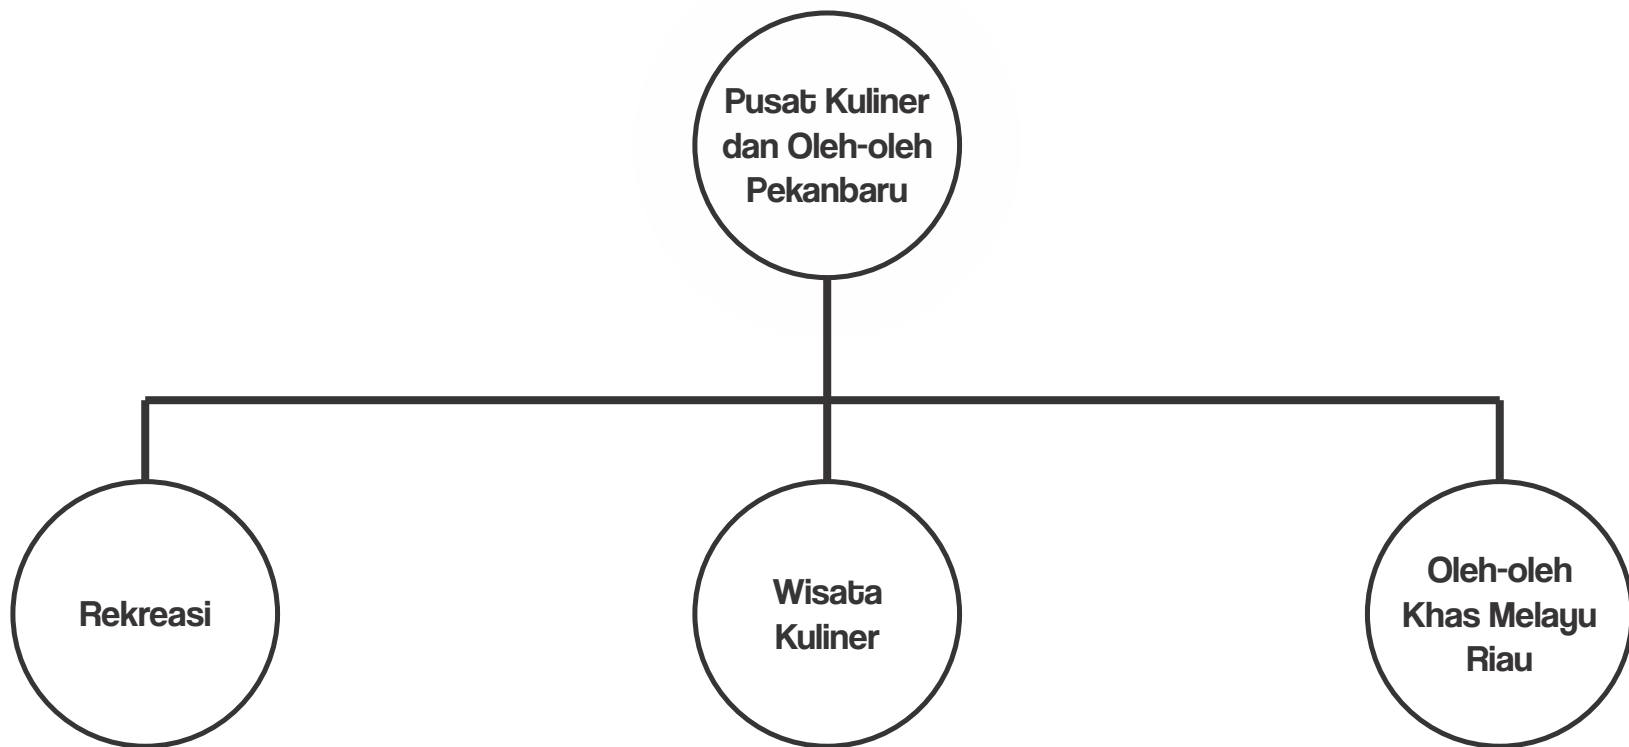 Pusat Kuliner
dan Oleh-oleh
Pekanbaru
Rekreasi
Wisata
Kuliner
Oleh-oleh
Khas Melayu
Riau